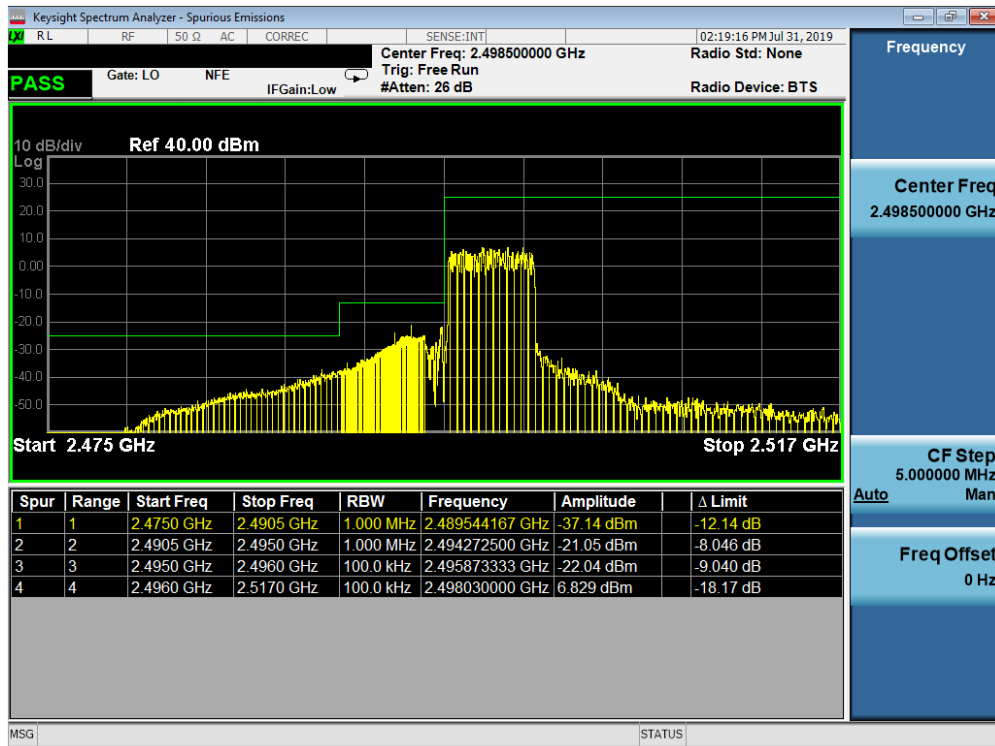 Keysight Spectrum Analyzer - Spurious Emissions
LXI RL RF 50 Ω AC CORREC SENSE:INT 02:19:16 PM Jul 31, 2019
Center Freq: 2.498500000 GHz Radio Std: None
PASS Gate: LO NFE Trig: Free Run
IFGain:Low #Atten: 26 dB Radio Device: BTS
Frequency
10 dB/div Ref 40.00 dBm
Log
30.0
20.0
10.0
0.00
-10.0
-20.0
-30.0
-40.0
-50.0
Start 2.475 GHz Stop 2.517 GHz
Spur Range Start Freq Stop Freq RBW Frequency Amplitude Δ Limit
1 1 2.4750 GHz 2.4905 GHz 1.000 MHz 2.489544167 GHz -37.14 dBm -12.14 dB
2 2 2.4905 GHz 2.4950 GHz 1.000 MHz 2.494272500 GHz -21.05 dBm -8.046 dB
3 3 2.4950 GHz 2.4960 GHz 100.0 kHz 2.495873333 GHz -22.04 dBm -9.040 dB
4 4 2.4960 GHz 2.5170 GHz 100.0 kHz 2.498030000 GHz 6.829 dBm -18.17 dB
Center Freq
2.498500000 GHz
CF Step
5.000000 MHz
Auto Man
Freq Offset
0 Hz
MSG STATUS